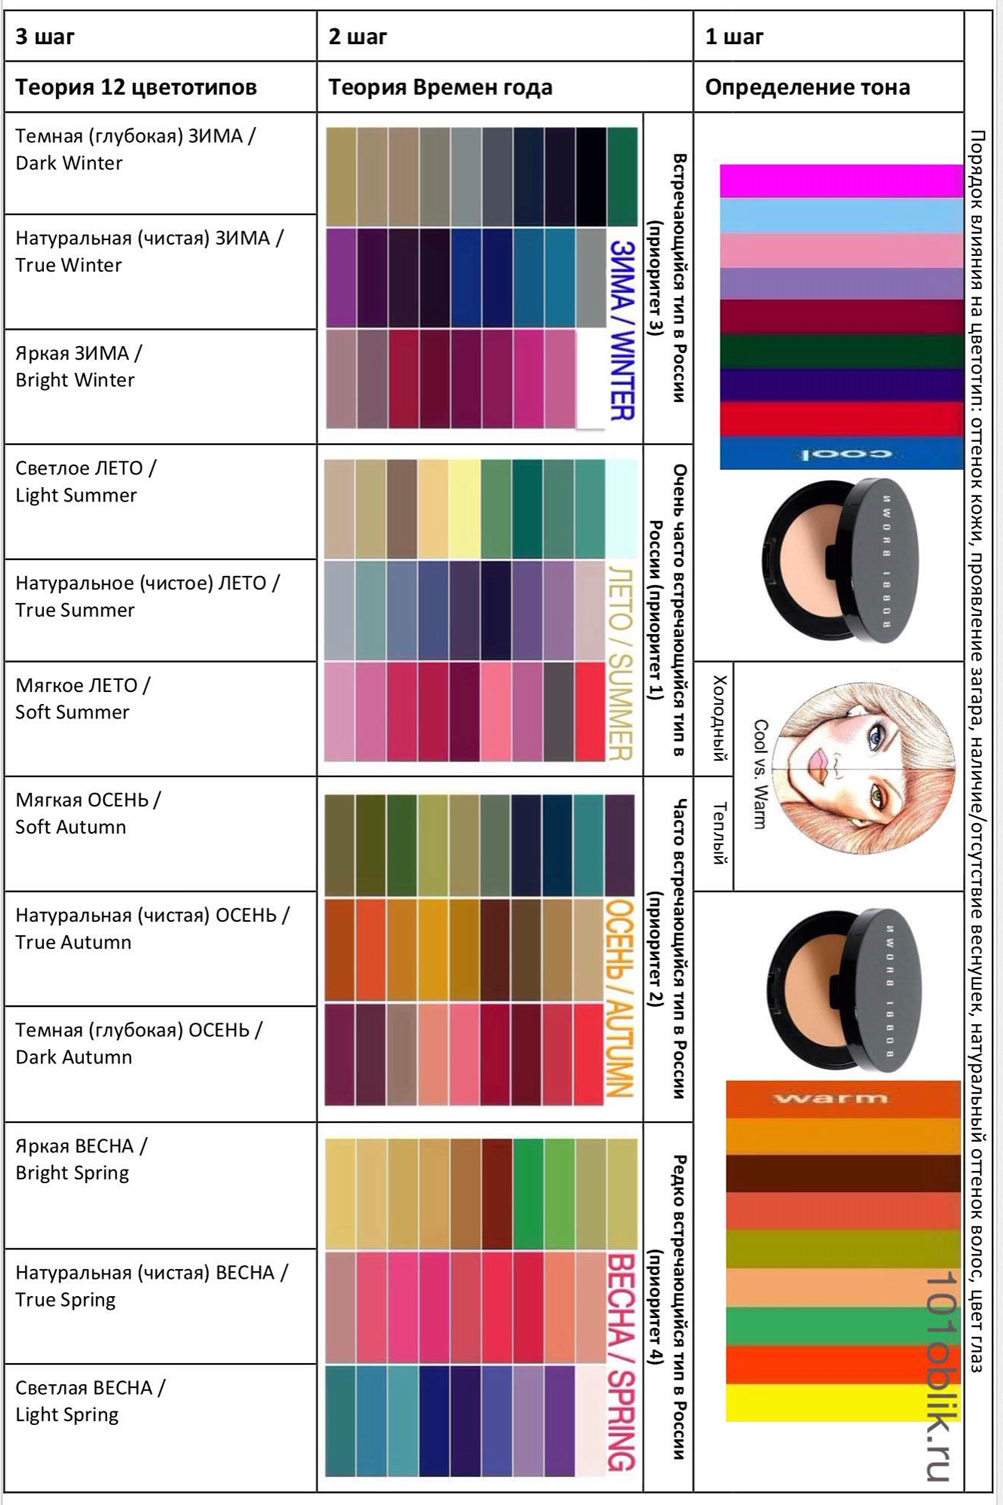 3 шаг
2 шаг
1 шаг
Теория 12 цветотипов
Теория Времен года
Определение тона
Темная (глубокая) ЗИМА /
Dark Winter
Натуральная (чистая) ЗИМА /
True Winter
Яркая ЗИМА /
Bright Winter
ЗИМА / WINTER
Встречающийся тип в России
(приоритет 3)
Светлое ЛЕТО /
Light Summer
Натуральное (чистое) ЛЕТО /
True Summer
Мягкое ЛЕТО /
Soft Summer
ЛЕТО / SUMMER
Очень часто встречающийся тип в
России (приоритет 1)
Мягкая ОСЕНЬ /
Soft Autumn
Натуральная (чистая) ОСЕНЬ /
True Autumn
Темная (глубокая) ОСЕНЬ /
Dark Autumn
ОСЕНЬ / AUTUMN
Часто встречающийся тип в России
(приоритет 2)
Яркая ВЕСНА /
Bright Spring
Натуральная (чистая) ВЕСНА /
True Spring
Светлая ВЕСНА /
Light Spring
ВЕСНА / SPRING
Редко встречающийся тип в России
(приоритет 4)
cool
BOBBI BROWN
Холодный
Теплый
Cool vs. Warm
BOBBI BROWN
warm
Порядок влияния на цветотип: оттенок кожи, проявление загара, наличие/отсутствие веснушек, натуральный оттенок волос, цвет глаз
101oblik.ru